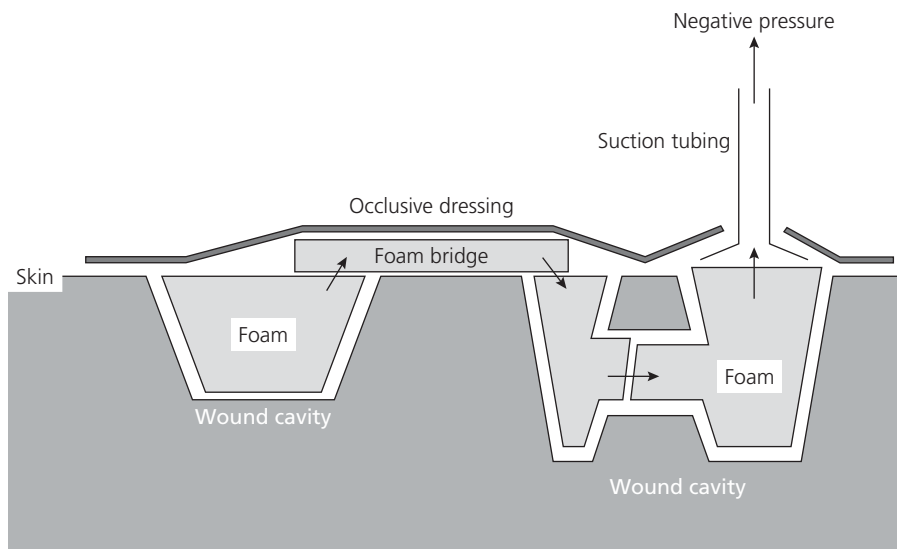 Negative pressure
Suction tubing
Occlusive dressing
Foam bridge
Skin
Foam
Foam
Wound cavity
Wound cavity